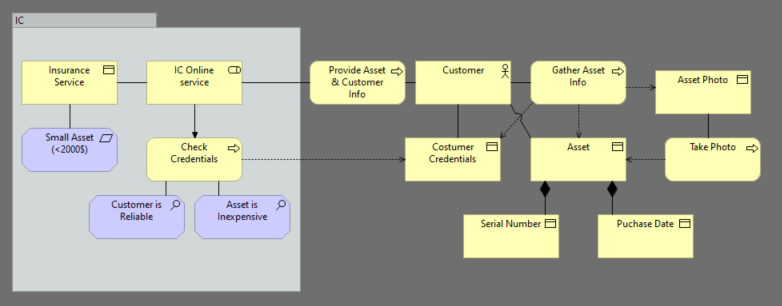 IC
Insurance
Service
IC Online
service
Provide Asset
& Customer
Info
Customer
Gather Asset
Info
Asset Photo
Small Asset
(<2000$)
Check
Credentials
Costumer
Credentials
Asset
Take Photo
Customer is
Reliable
Asset is
Inexpensive
Serial Number
Puchase Date